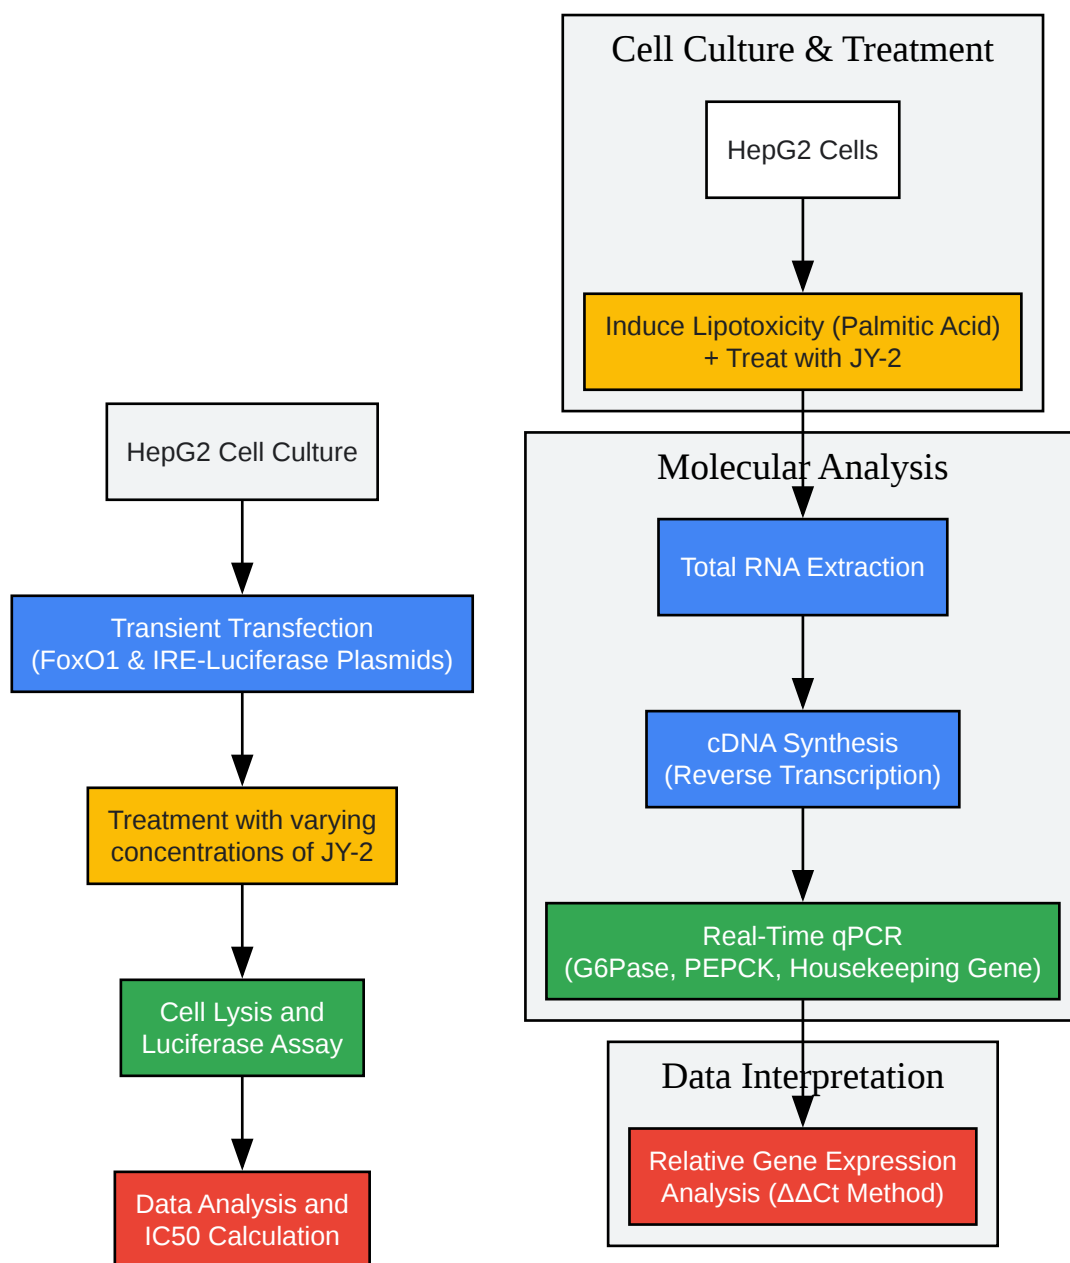 HepG2 Cell Culture
Transient Transfection
(FoxO1 & IRE-Luciferase Plasmids)
Treatment with varying
concentrations of JY-2
Cell Lysis and
Luciferase Assay
Data Analysis and
IC50 Calculation
Cell Culture & Treatment
HepG2 Cells
Induce Lipotoxicity (Palmitic Acid)
+ Treat with JY-2
Molecular Analysis
Total RNA Extraction
cDNA Synthesis
(Reverse Transcription)
Real-Time qPCR
(G6Pase, PEPCK, Housekeeping Gene)
Data Interpretation
Relative Gene Expression
Analysis (ΔΔCt Method)